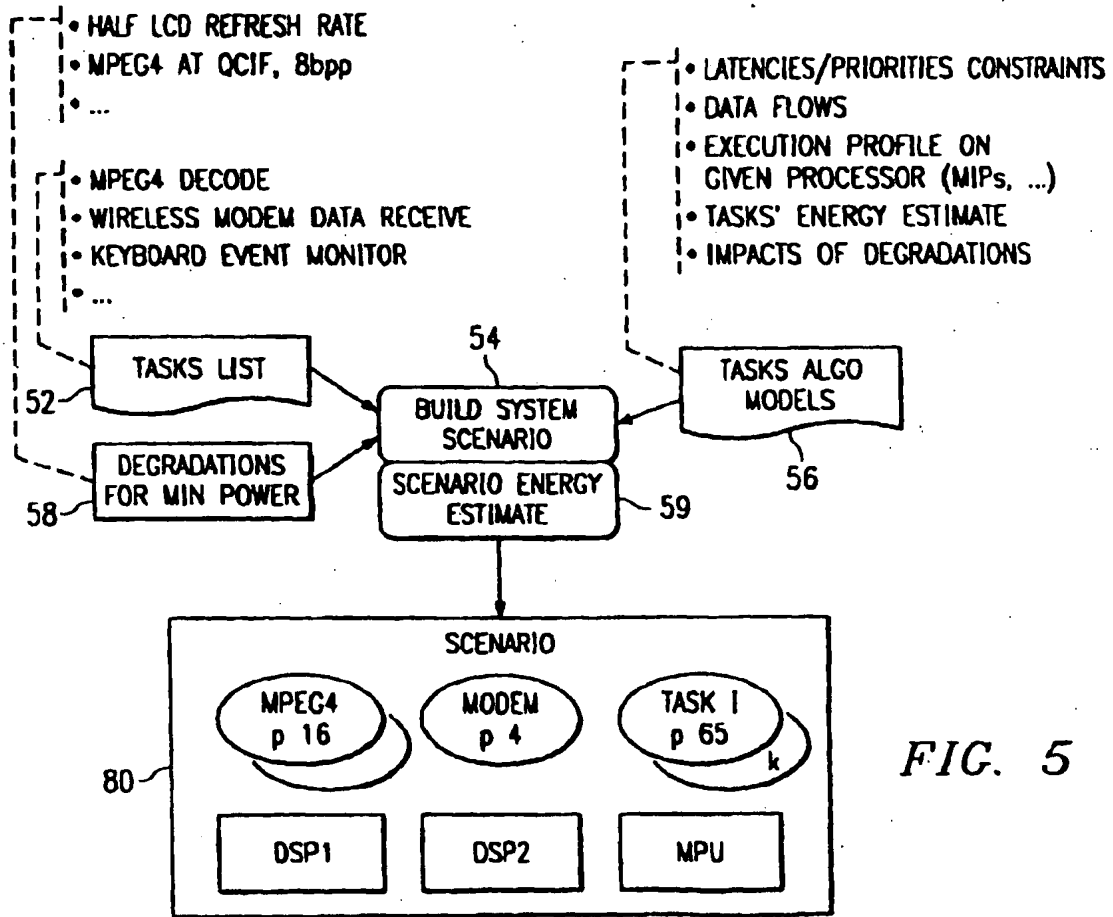 • HALF LCD REFRESH RATE
• MPEG4 AT QCIF, 8bpp
• ...
• MPEG4 DECODE
• WIRELESS MODEM DATA RECEIVE
• KEYBOARD EVENT MONITOR
• ...
• LATENCIES/PRIORITIES CONSTRAINTS
• DATA FLOWS
• EXECUTION PROFILE ON
GIVEN PROCESSOR (MIPs, ...)
• TASKS' ENERGY ESTIMATE
• IMPACTS OF DEGRADATIONS
TASKS LIST
52
DEGRADATIONS
FOR MIN POWER
58
54
BUILD SYSTEM
SCENARIO
SCENARIO ENERGY
ESTIMATE
59
TASKS ALGO
MODELS
56
SCENARIO
MPEG4
p 16
MODEM
p 4
TASK I
p 65
k
80
DSP1
DSP2
MPU
FIG. 5